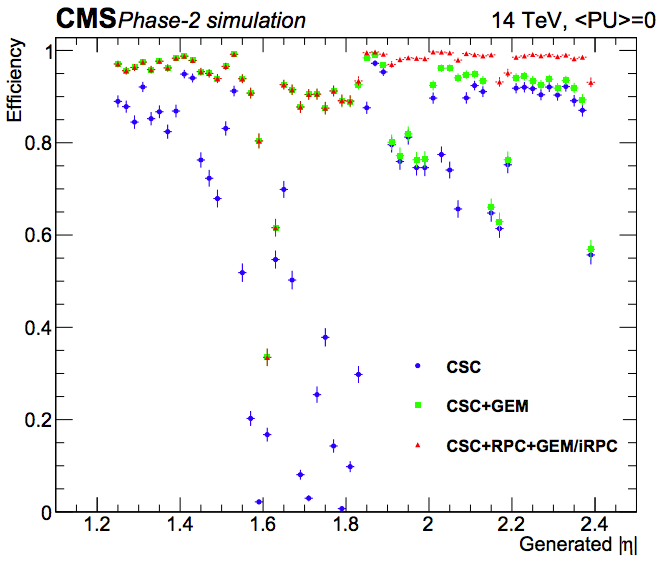 CMS Phase-2 simulation 14 TeV, <PU>=0
Efficiency
1
0.8
0.6
0.4
0.2
0
CSC
CSC+GEM
CSC+RPC+GEM/iRPC
1.2 1.4 1.6 1.8 2 2.2 2.4
Generated |η|